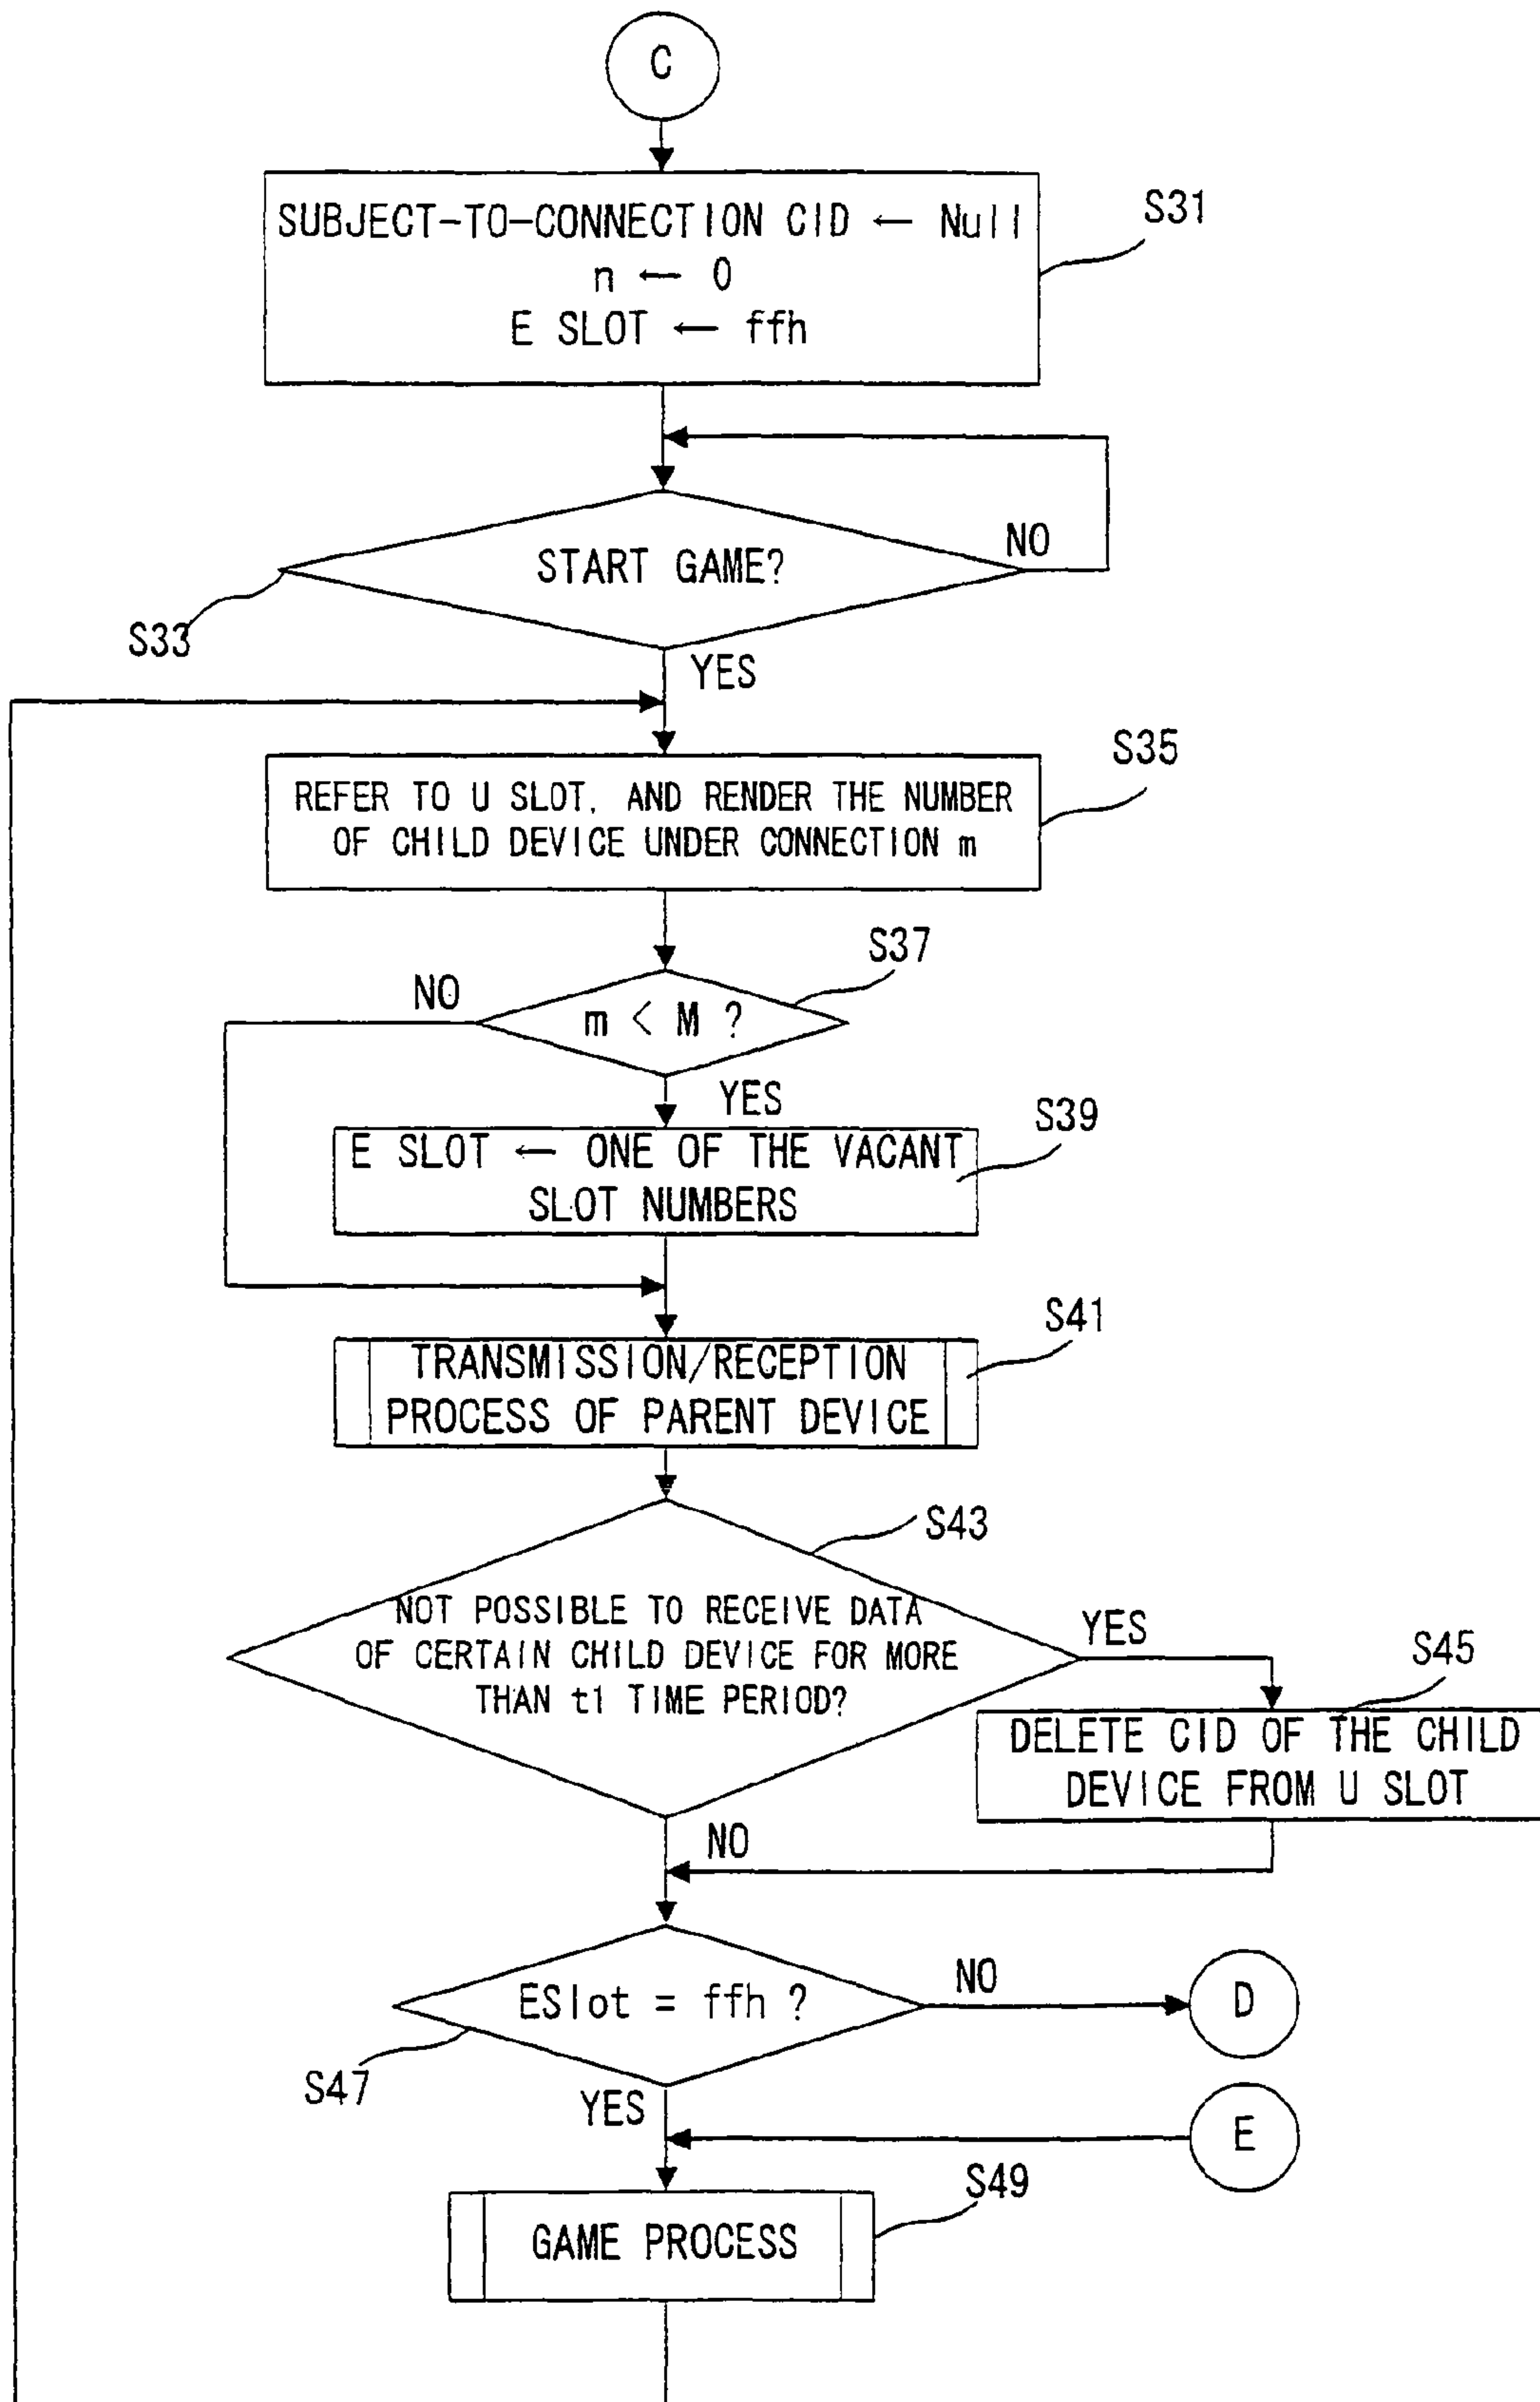 C
SUBJECT-TO-CONNECTION CID ← Null
n ← 0
E SLOT ← ffh
S31
START GAME?
NO
S33
YES
REFER TO U SLOT, AND RENDER THE NUMBER
OF CHILD DEVICE UNDER CONNECTION m
S35
S37
NO
m < M ?
YES
S39
E SLOT ← ONE OF THE VACANT
SLOT NUMBERS
S41
TRANSMISSION/RECEPTION
PROCESS OF PARENT DEVICE
S43
NOT POSSIBLE TO RECEIVE DATA
OF CERTAIN CHILD DEVICE FOR MORE
THAN t1 TIME PERIOD?
YES
S45
DELETE CID OF THE CHILD
DEVICE FROM U SLOT
NO
ESlot = ffh ?
NO
D
S47
YES
E
S49
GAME PROCESS